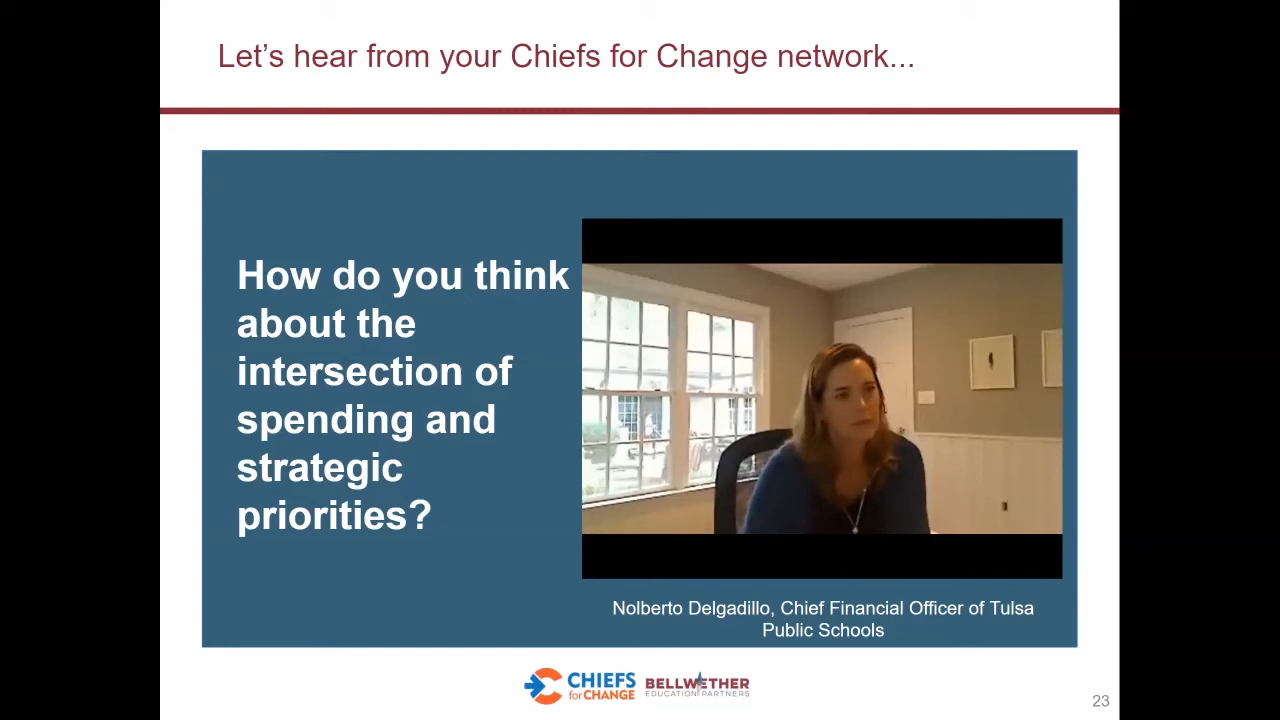 Let's hear from your Chiefs for Change network...
How do you think
about the
intersection of
spending and
strategic
priorities?
Nolberto Delgadillo, Chief Financial Officer of Tulsa
Public Schools
CHIEFS
for CHANGE
BELLWETHER
EDUCATION PARTNERS
23